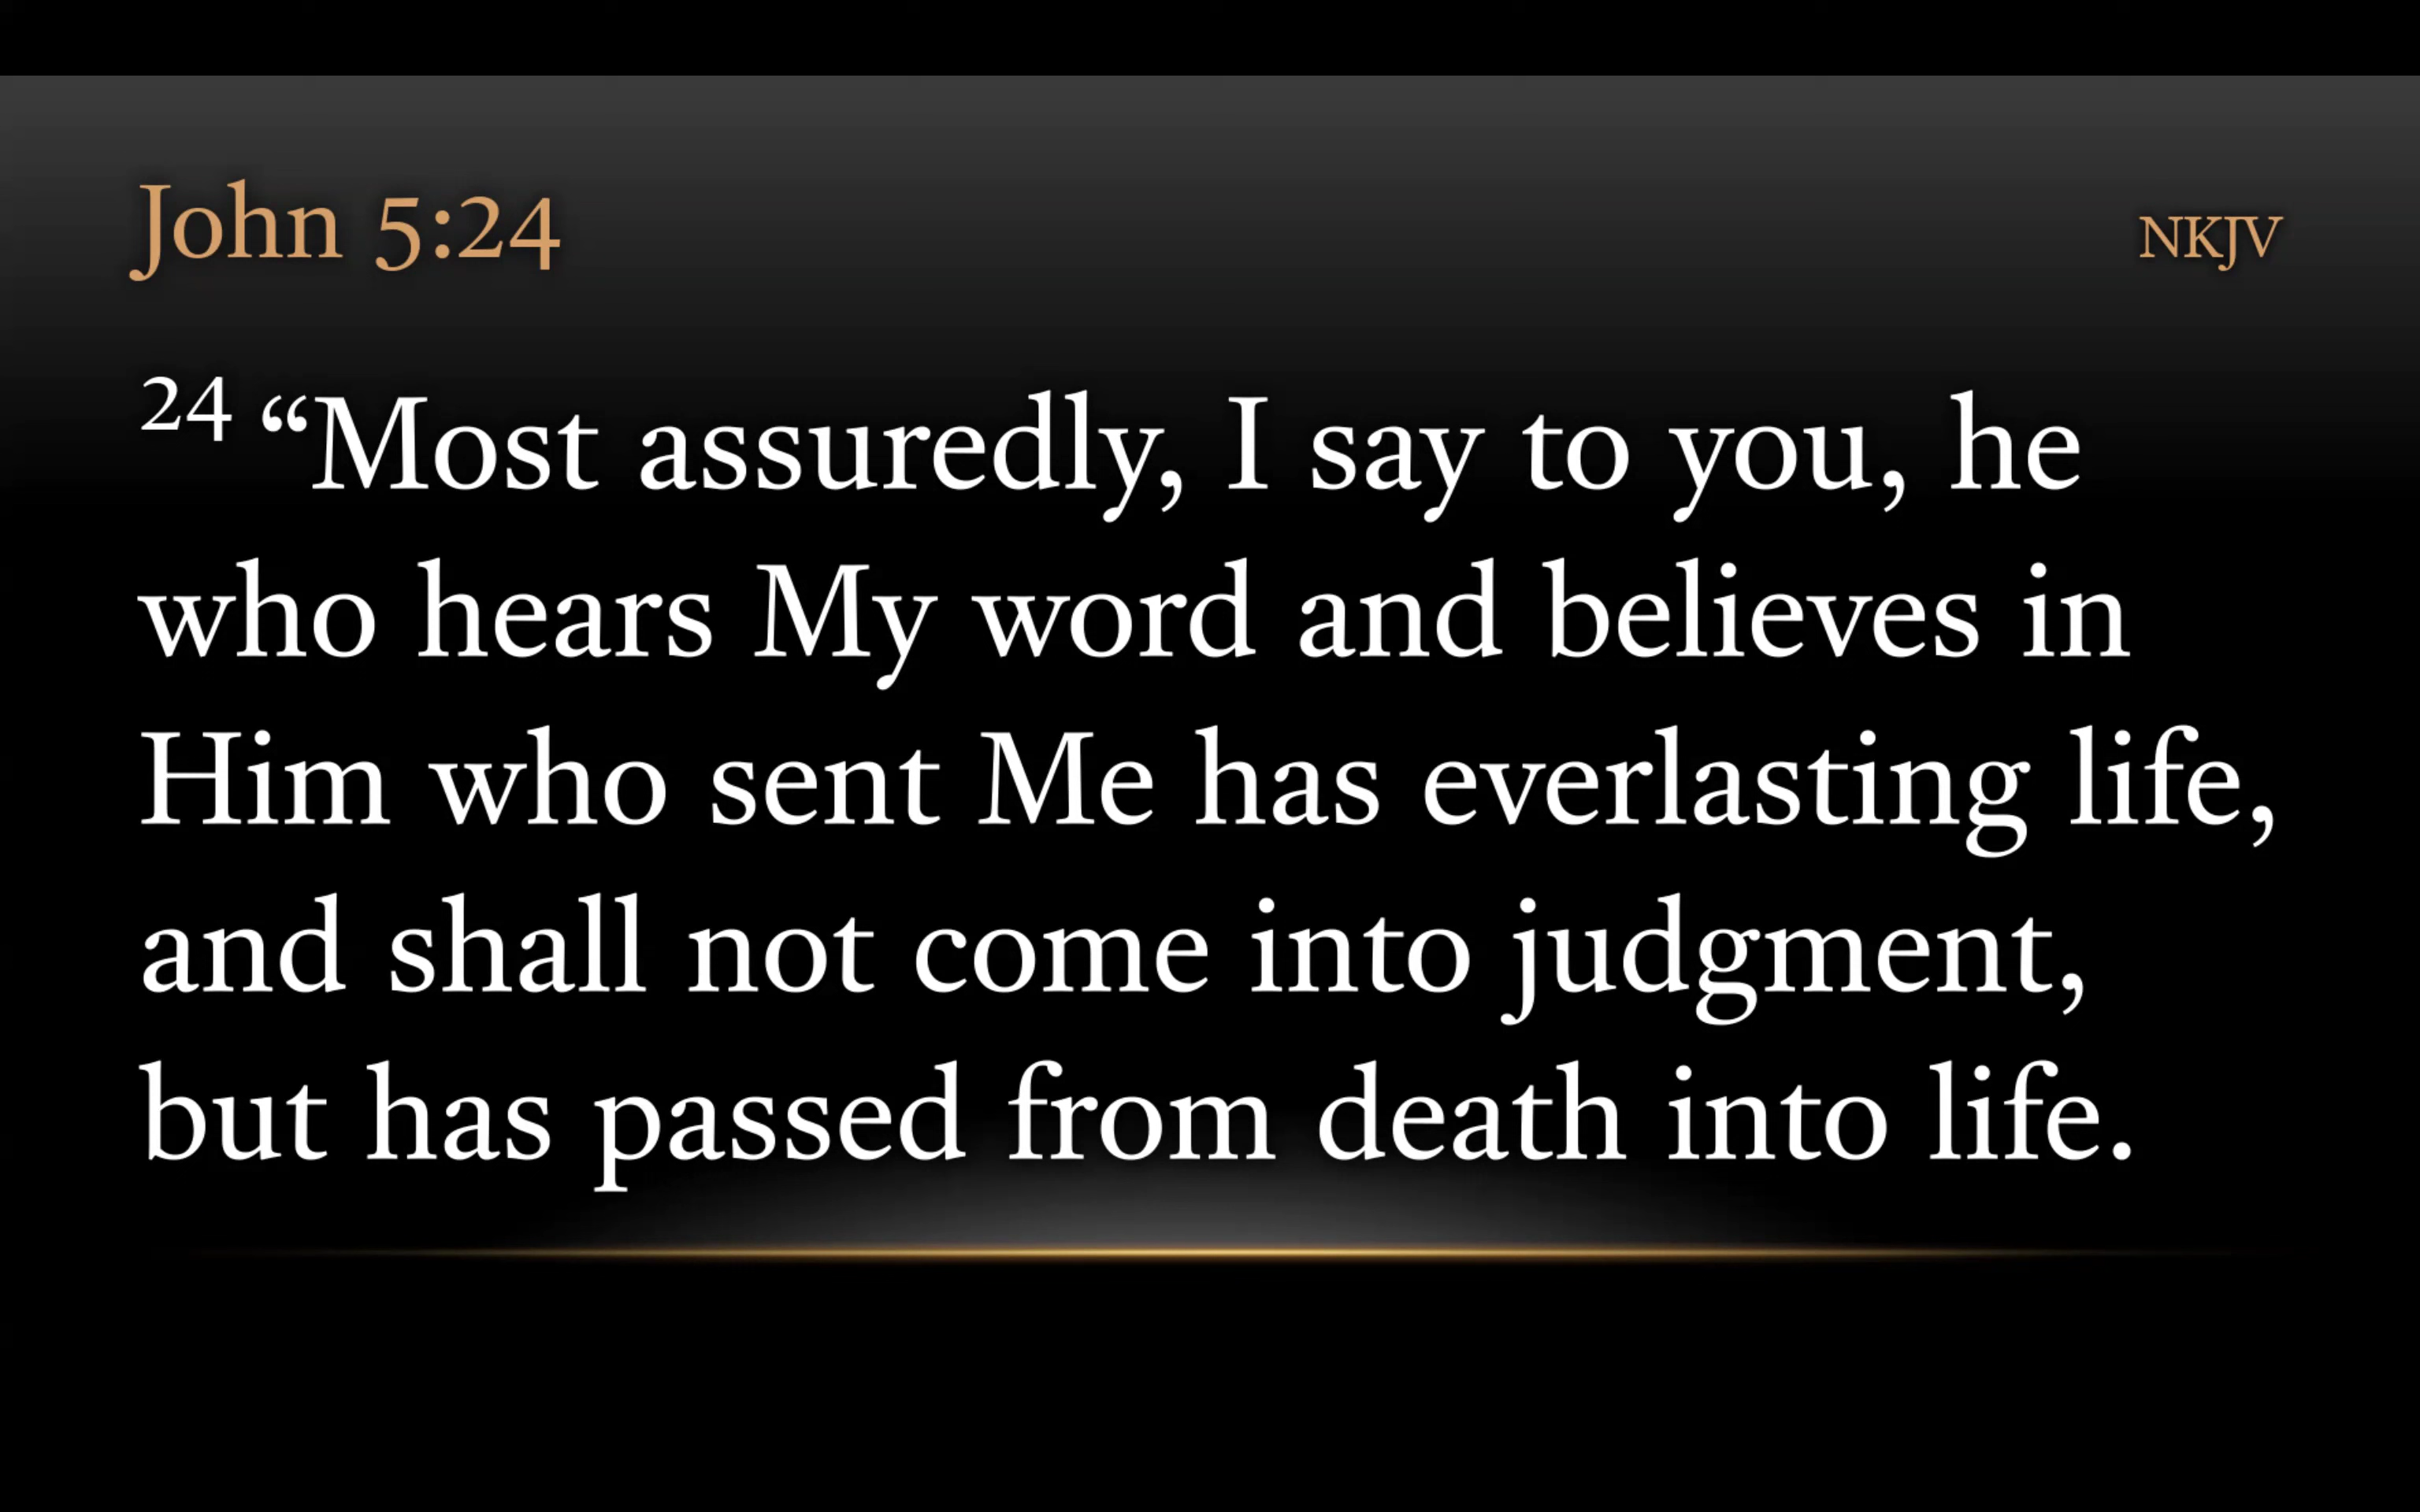 John 5:24
NKJV
24 “Most assuredly, I say to you, he
who hears My word and believes in
Him who sent Me has everlasting life,
and shall not come into judgment,
but has passed from death into life.